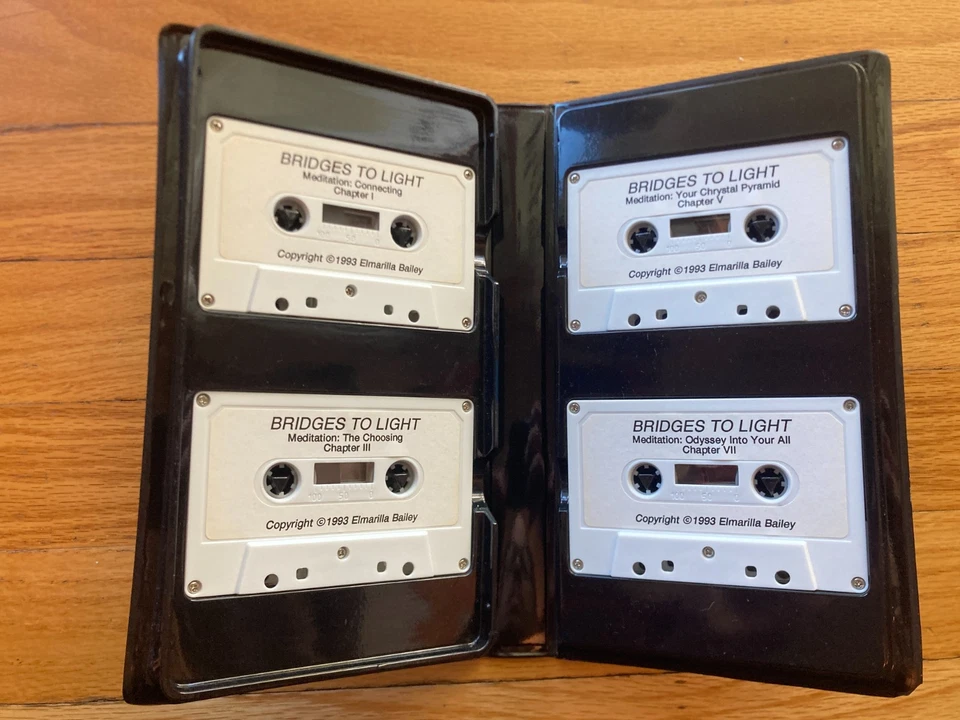 BRIDGES TO LIGHT
Meditation: Connecting
Chapter I
Copyright ©1993 Elmarilla Bailey
BRIDGES TO LIGHT
Meditation: The Choosing
Chapter III
Copyright ©1993 Elmarilla Bailey
BRIDGES TO LIGHT
Meditation: Your Chrystal Pyramid
Chapter V
Copyright ©1993 Elmarilla Bailey
BRIDGES TO LIGHT
Meditation: Odyssey Into Your All
Chapter VII
Copyright ©1993 Elmarilla Bailey